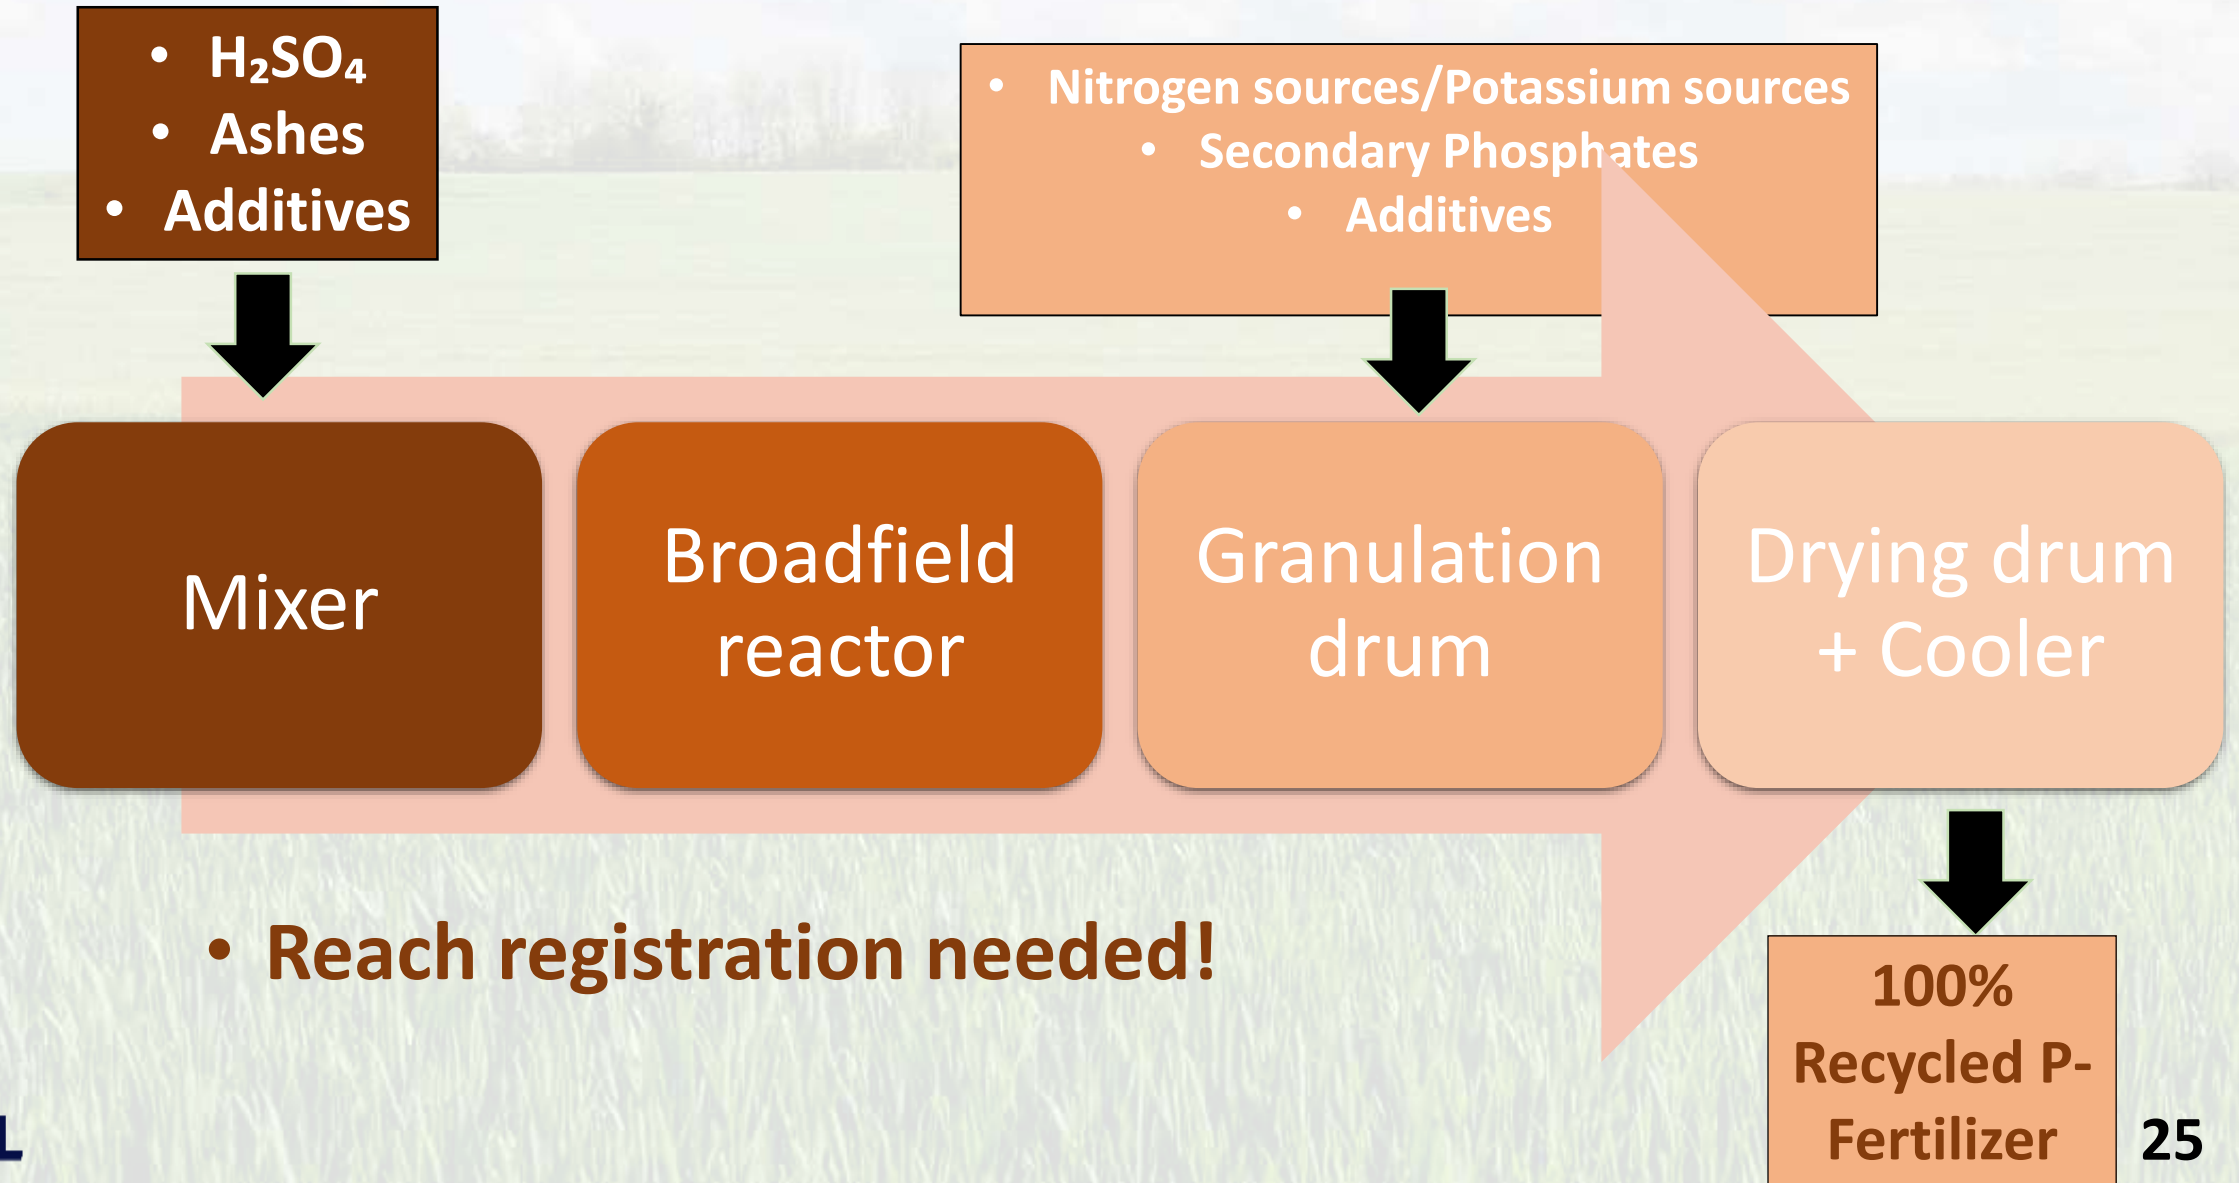 • H₂SO₄
• Ashes
• Additives
• Nitrogen sources/Potassium sources
• Secondary Phosphates
• Additives
Mixer
Broadfield
reactor
Granulation
drum
Drying drum
+ Cooler
• Reach registration needed!
100%
Recycled P-
Fertilizer
25